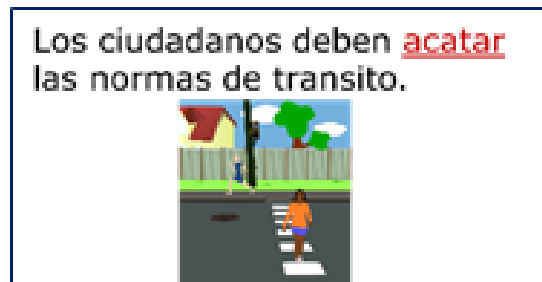 Los ciudadanos deben acatar
las normas de transito.